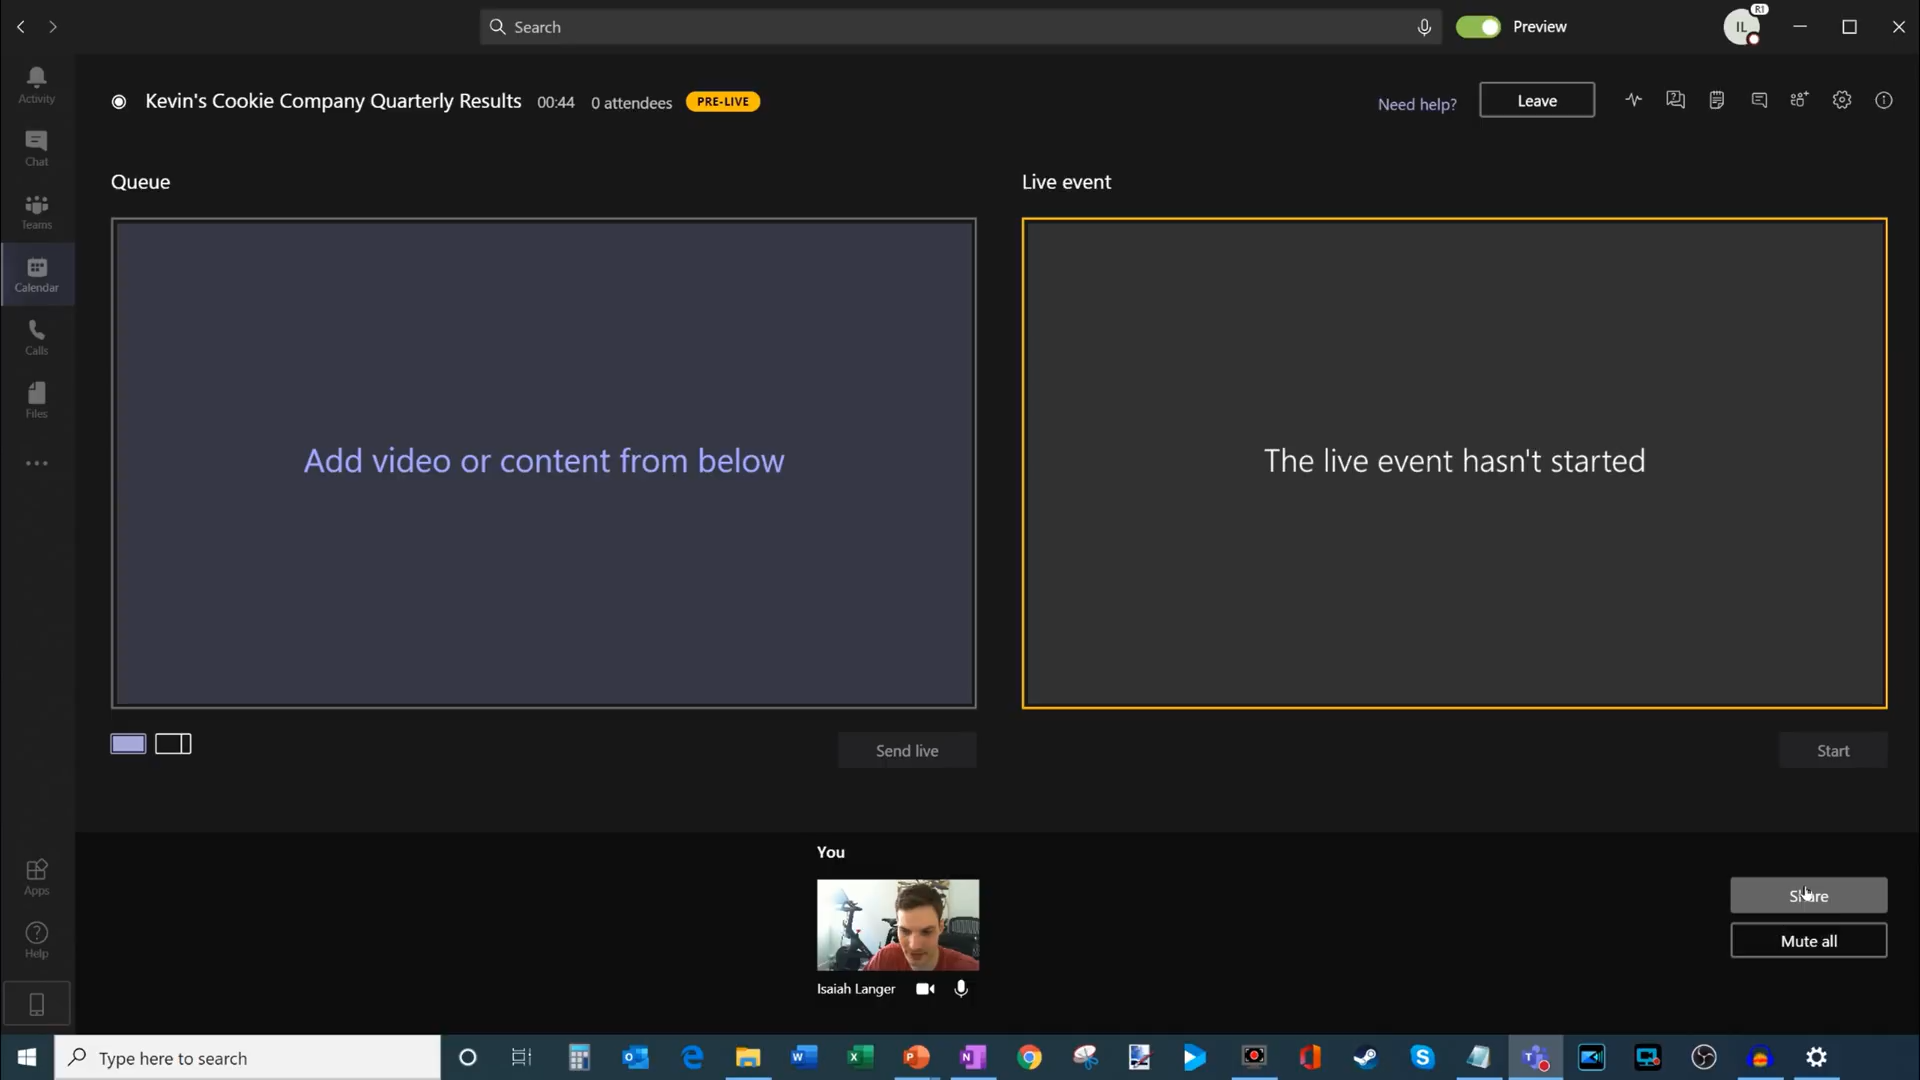 Search
Preview
IL
R1
Activity
Chat
Teams
Calendar
Calls
Files
Apps
Help
Kevin's Cookie Company Quarterly Results 00:44 0 attendees PRE-LIVE
Need help? Leave
Queue
Live event
Add video or content from below
The live event hasn't started
Send live
Start
You
Isaiah Langer
Share
Mute all
Type here to search